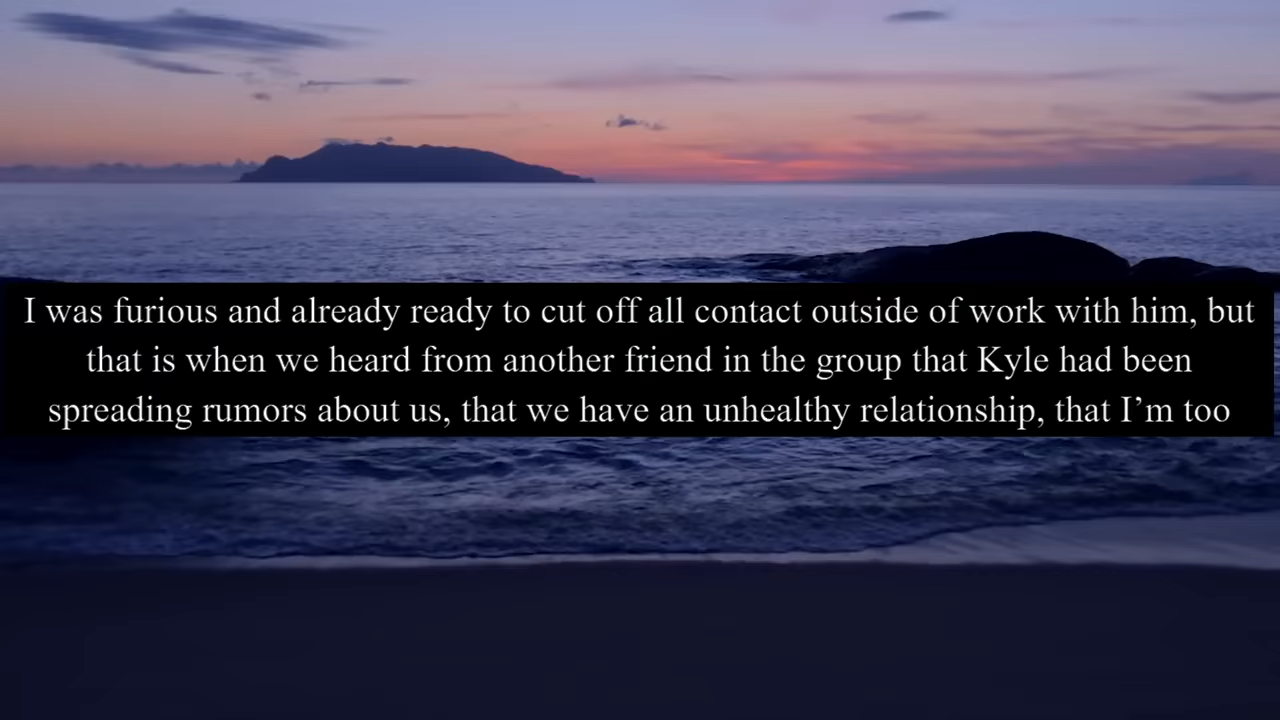 I was furious and already ready to cut off all contact outside of work with him, but
that is when we heard from another friend in the group that Kyle had been
spreading rumors about us, that we have an unhealthy relationship, that I’m too